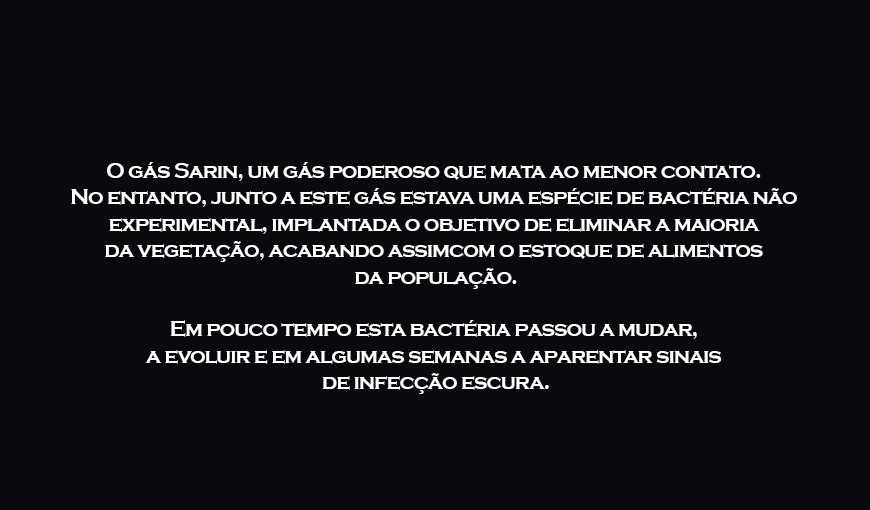 O gás Sarin, um gás poderoso que mata ao menor contato.
No entanto, junto a este gás estava uma espécie de bactéria não
experimental, implantada o objetivo de eliminar a maioria
da vegetação, acabando assimcom o estoque de alimentos
da população.
Em pouco tempo esta bactéria passou a mudar,
a evoluir e em algumas semanas a aparentar sinais
de infecção escura.